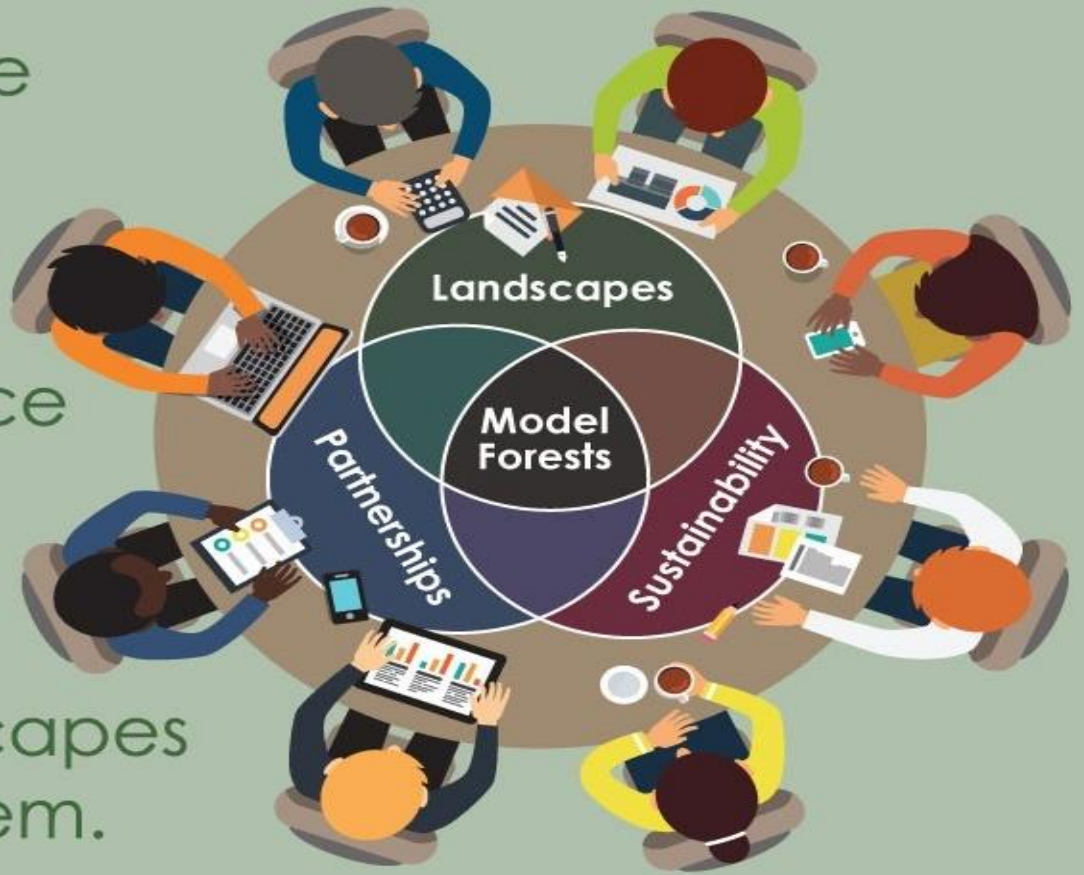 e
ce
capes
em.
Landscapes
Model
Forests
Partnerships
Sustainability